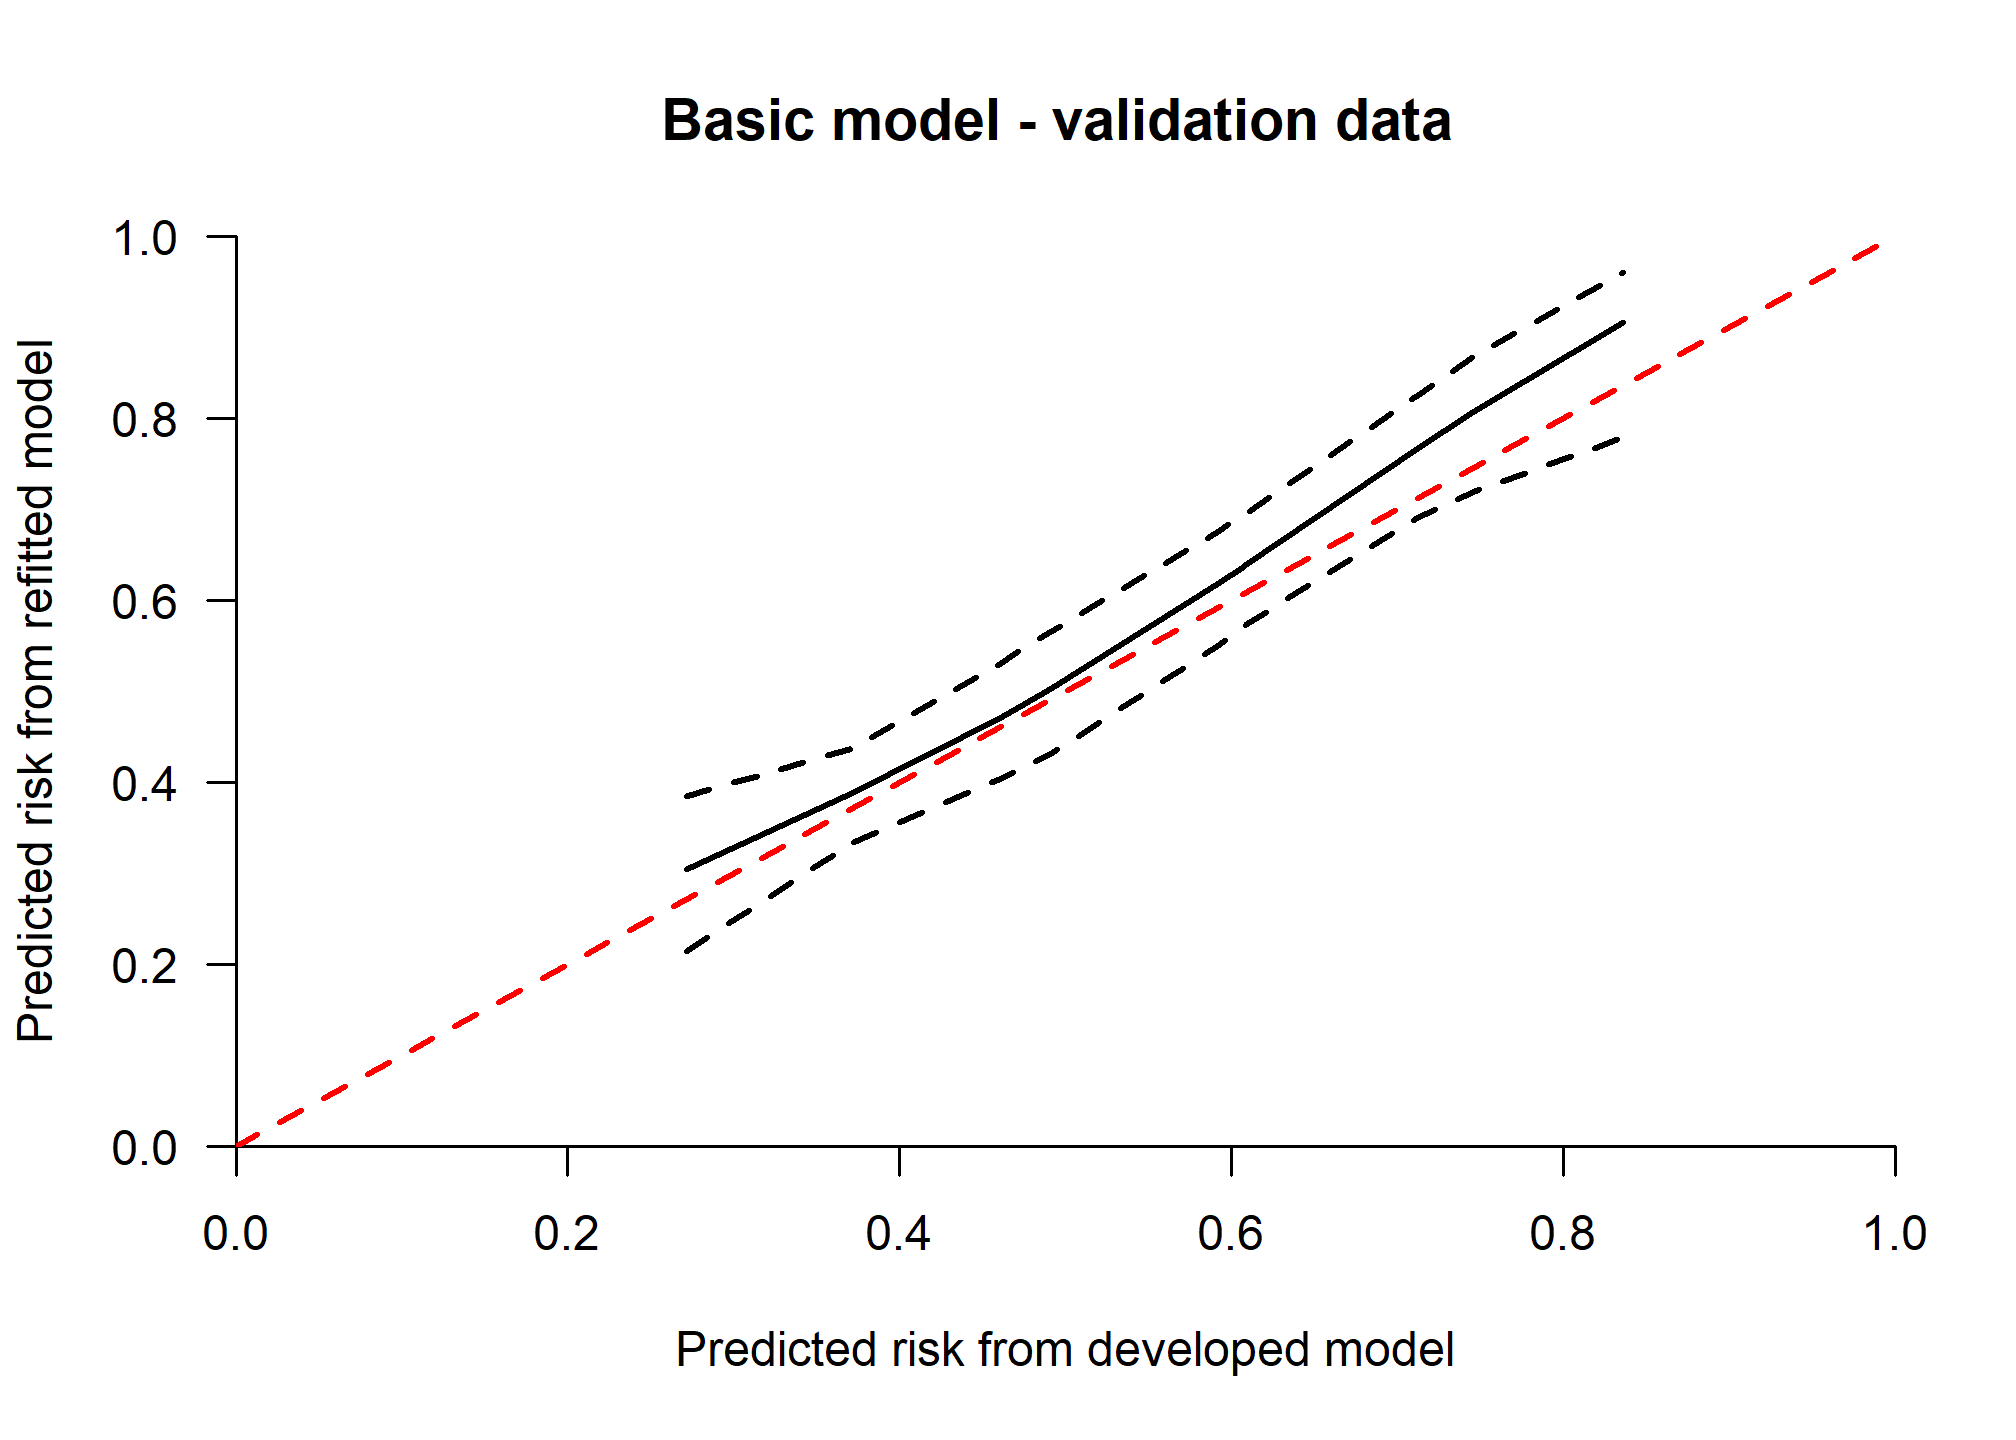 Basic model - validation data
Predicted risk from refitted model
1.0
0.8
0.6
0.4
0.2
0.0
0.0 0.2 0.4 0.6 0.8 1.0
Predicted risk from developed model